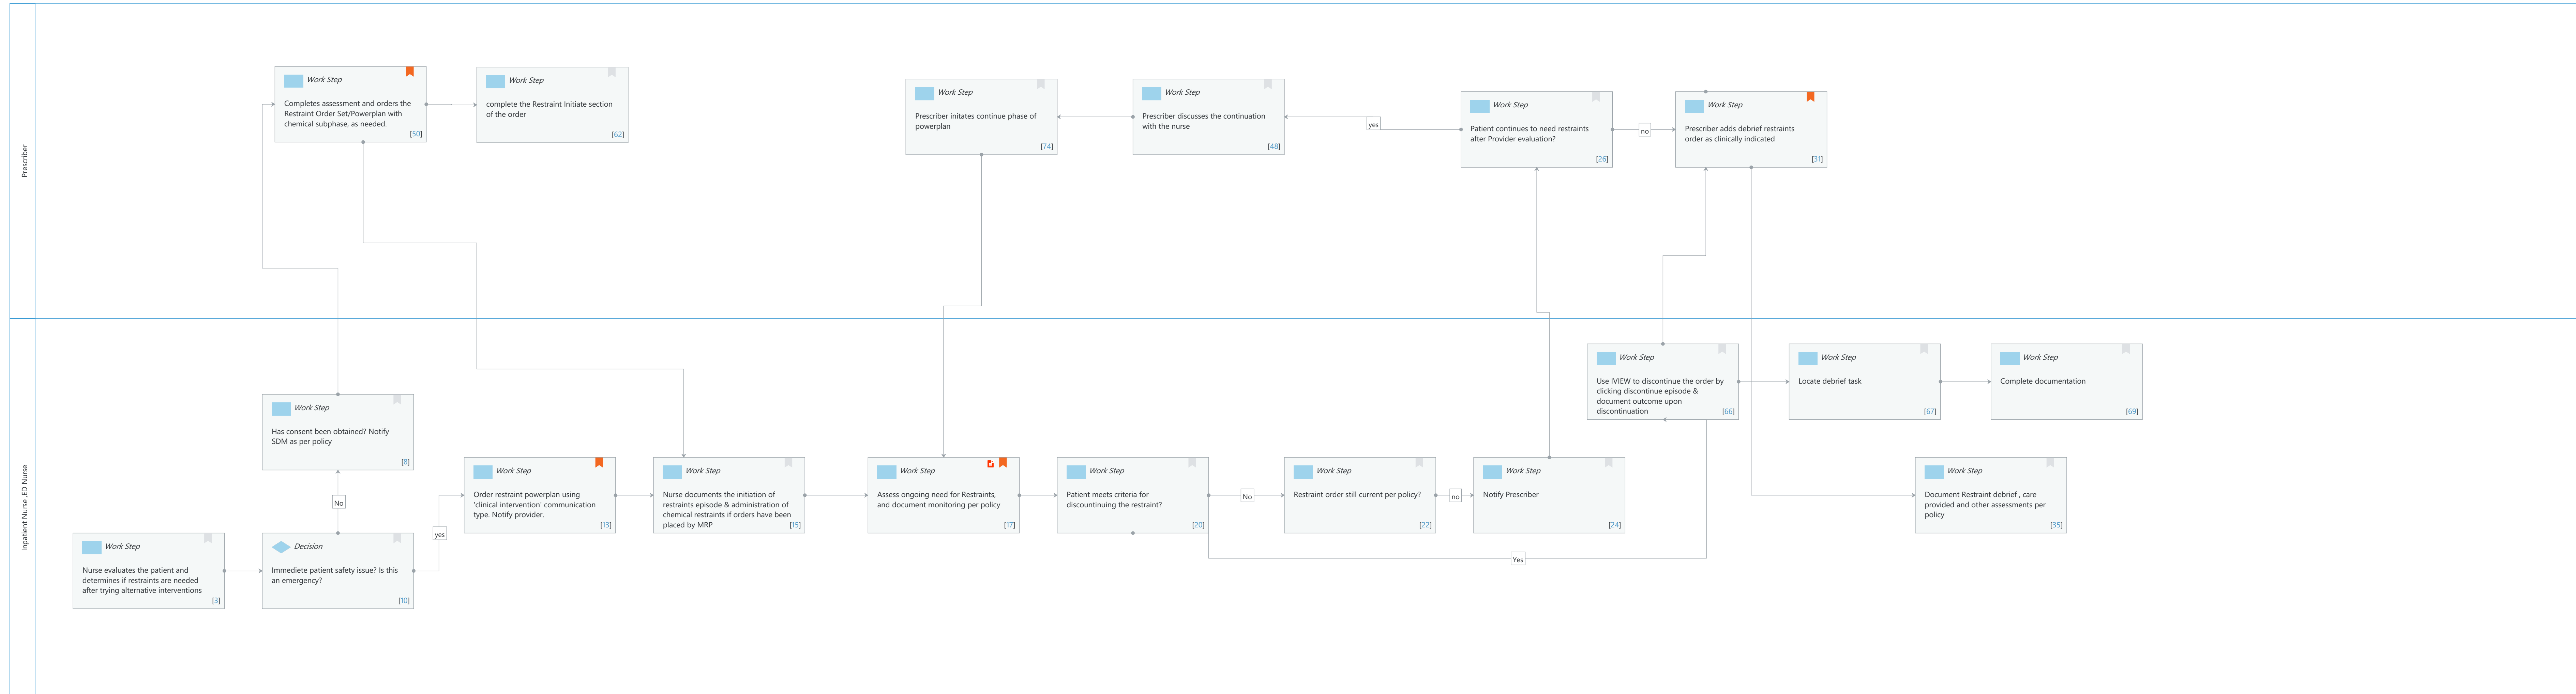 Prescriber
Work Step
Completes assessment and orders the
Restraint Order Set/Powerplan with
chemical subphase, as needed.
[50]
Work Step
complete the Restraint Initiate section
of the order
[62]
Work Step
Prescriber initates continue phase of
powerplan
[74]
Work Step
Prescriber discusses the continuation
with the nurse
[48]
yes
Work Step
Patient continues to need restraints
after Provider evaluation?
[26]
no
Work Step
Prescriber adds debrief restraints
order as clinically indicated
[31]
Inpatient Nurse ,ED Nurse
Work Step
Use IVIEW to discontinue the order by
clicking discontinue episode &
document outcome upon
discontinuation
[66]
Work Step
Locate debrief task
[67]
Work Step
Complete documentation
[69]
Work Step
Has consent been obtained? Notify
SDM as per policy
[8]
No
yes
Work Step
Order restraint powerplan using
'clinical intervention' communication
type. Notify provider.
[13]
Work Step
Nurse documents the initiation of
restraints episode & administration of
chemical restraints if orders have been
placed by MRP
[15]
Work Step
Assess ongoing need for Restraints,
and document monitoring per policy
[17]
Work Step
Patient meets criteria for
discountinuing the restraint?
[20]
No
Work Step
Restraint order still current per policy?
[22]
no
Work Step
Notify Prescriber
[24]
Work Step
Document Restraint debrief , care
provided and other assessments per
policy
[35]
Work Step
Nurse evaluates the patient and
determines if restraints are needed
after trying alternative interventions
[3]
Decision
Immediete patient safety issue? Is this
an emergency?
[10]
Yes